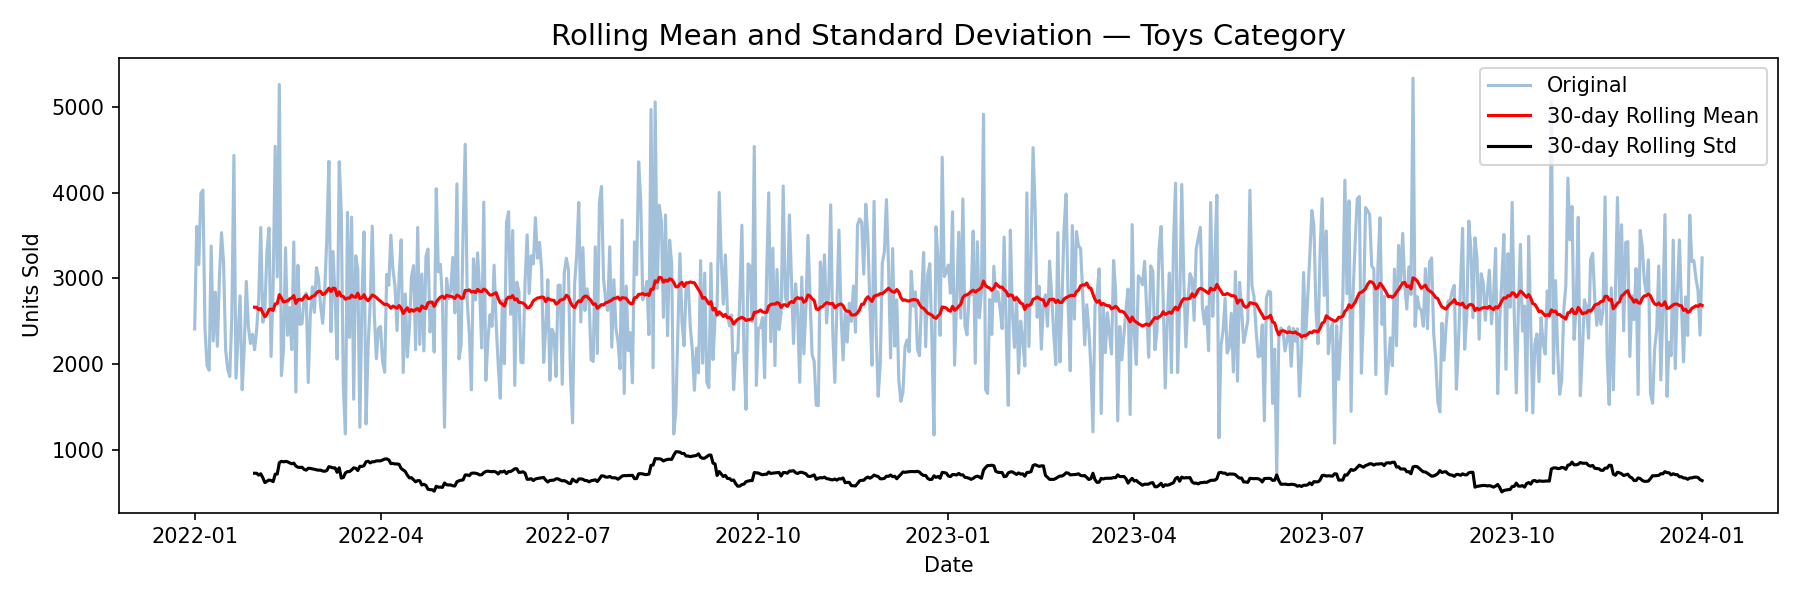 Rolling Mean and Standard Deviation — Toys Category
Original
30-day Rolling Mean
30-day Rolling Std
Units Sold
5000
4000
3000
2000
1000
2022-01
2022-04
2022-07
2022-10
2023-01
2023-04
2023-07
2023-10
2024-01
Date